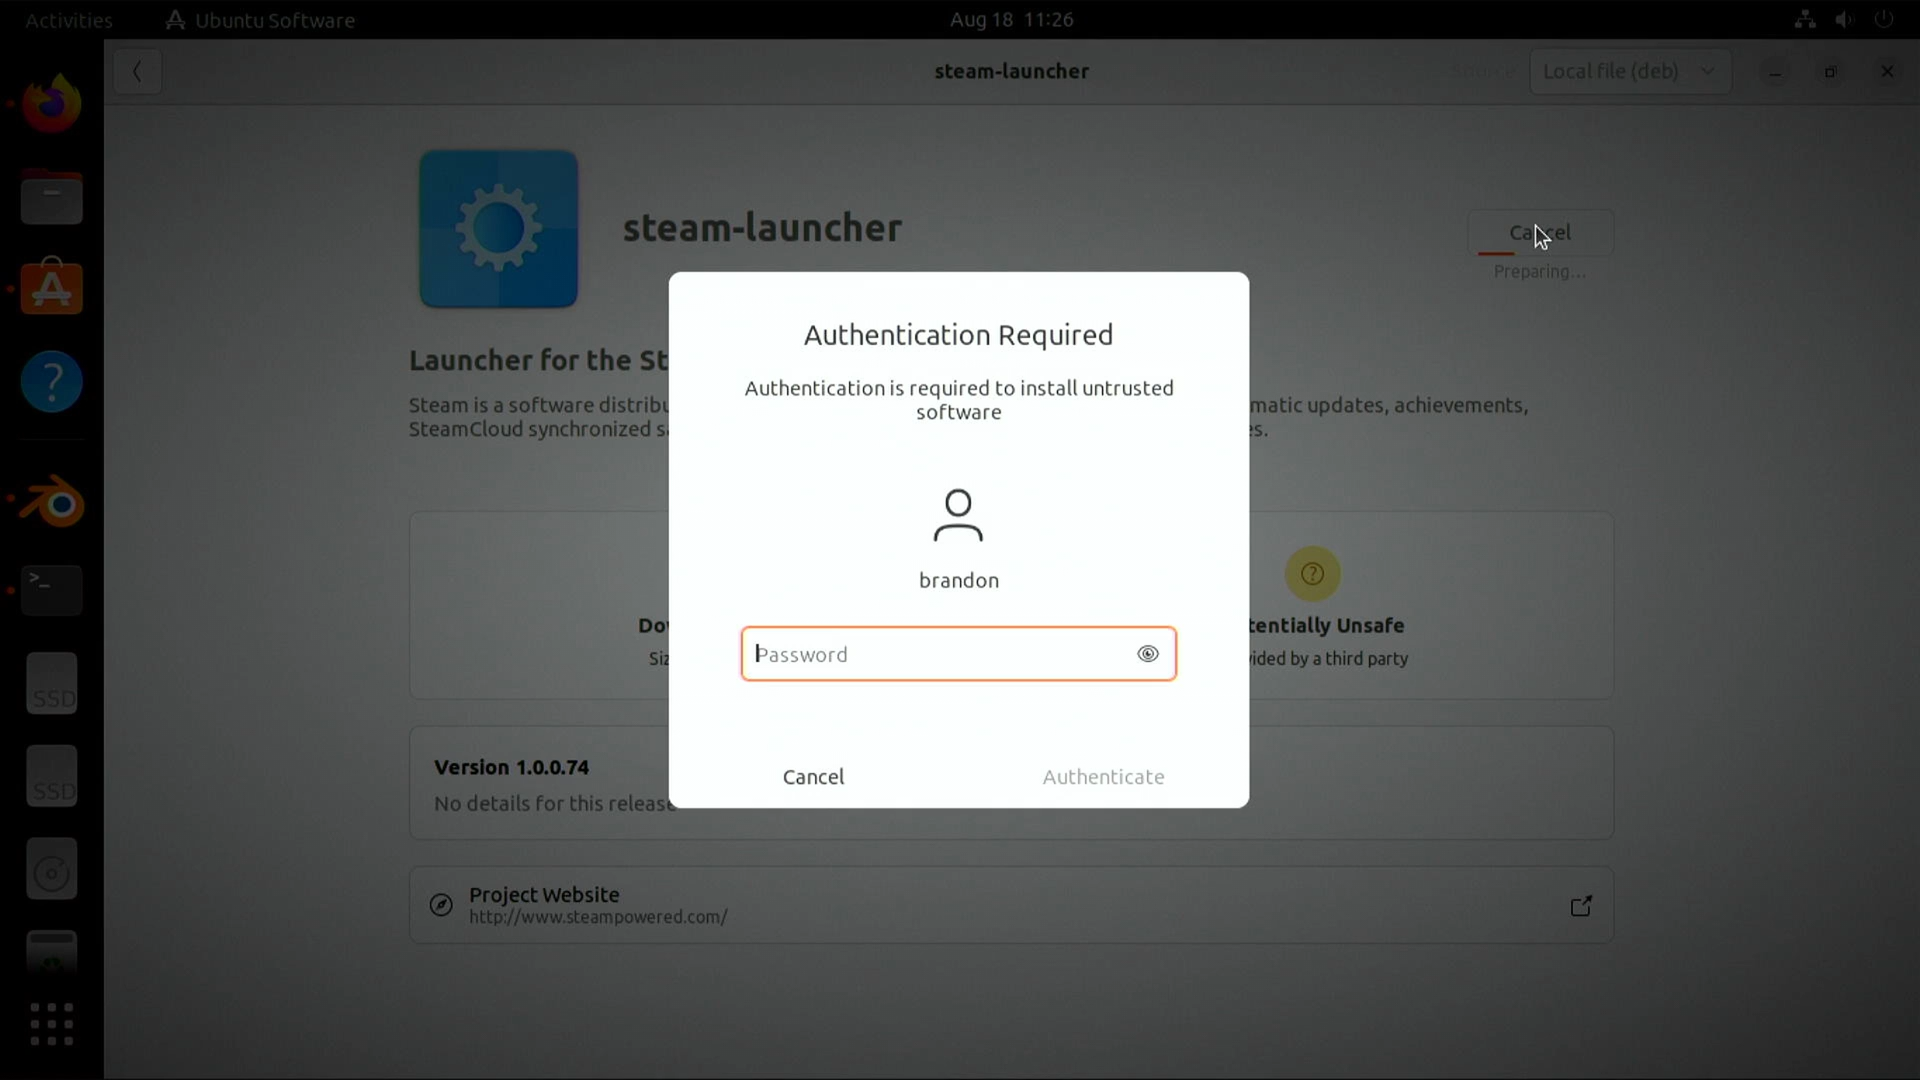 Activities
Ubuntu Software
Aug 18 11:26
steam-launcher
Source
Local file (deb)
steam-launcher
Cancel
Preparing…
Launcher for the St
Steam is a software distribu
matic updates, achievements,
SteamCloud synchronized sa
es.
Authentication Required
Authentication is required to install untrusted
software
brandon
Password
Cancel
Authenticate
Dow
Siz
tentially Unsafe
vided by a third party
Version 1.0.0.74
No details for this release
Project Website
http://www.steampowered.com/
SSD
SSD